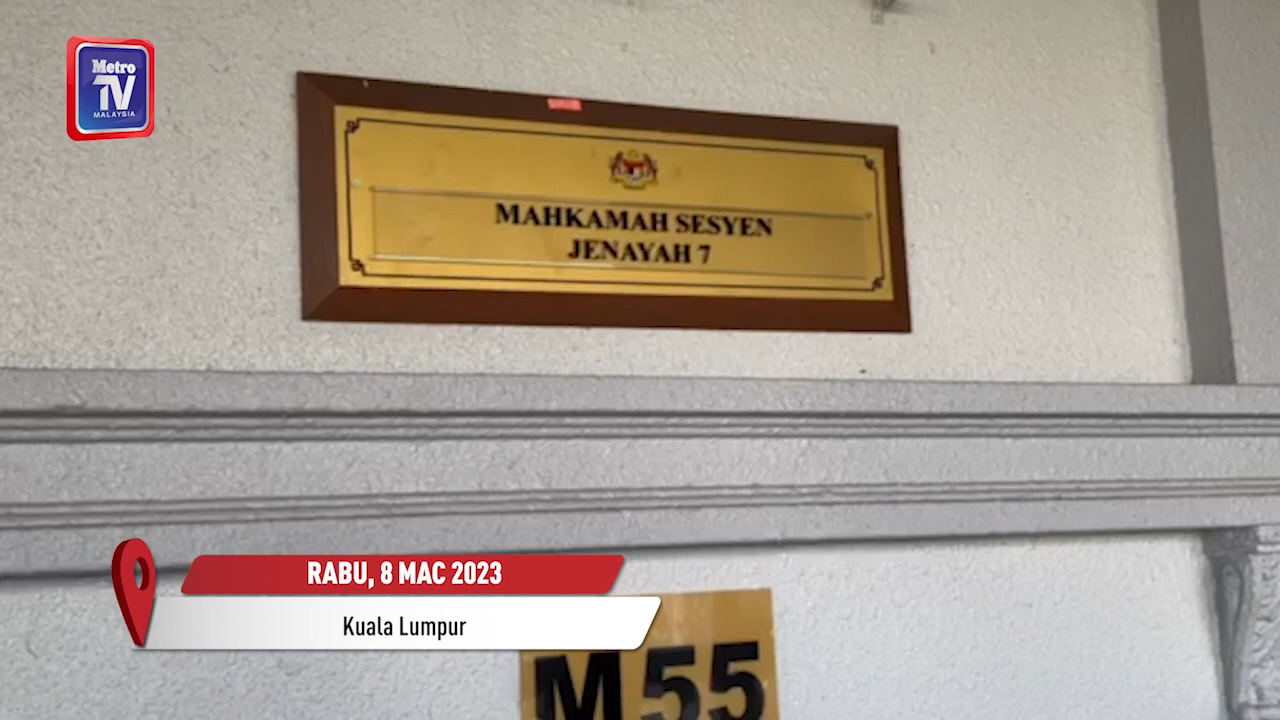 Metro
TV
MALAYSIA
MAHKAMAH SESYEN
JENAYAH 7
RABU, 8 MAC 2023
Kuala Lumpur
M55